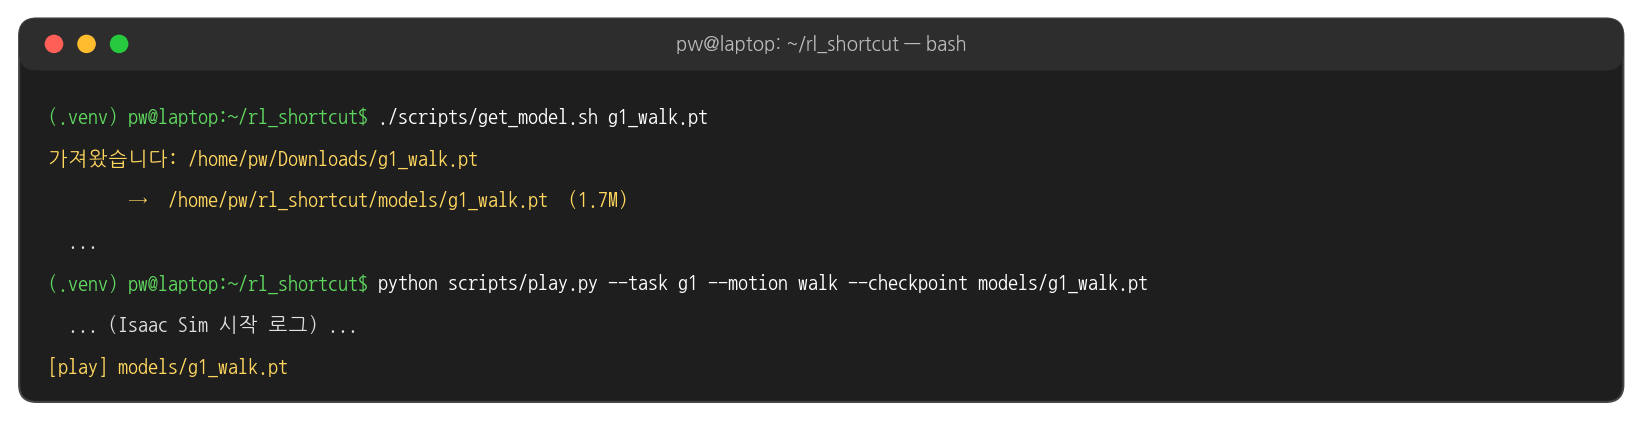 pw@laptop: ~/rl_shortcut — bash
(.venv) pw@laptop:~/rl_shortcut$ ./scripts/get_model.sh g1_walk.pt
가져왔습니다: /home/pw/Downloads/g1_walk.pt
→ /home/pw/rl_shortcut/models/g1_walk.pt (1.7M)
...
(.venv) pw@laptop:~/rl_shortcut$ python scripts/play.py --task g1 --motion walk --checkpoint models/g1_walk.pt
... (Isaac Sim 시작 로그) ...
[play] models/g1_walk.pt